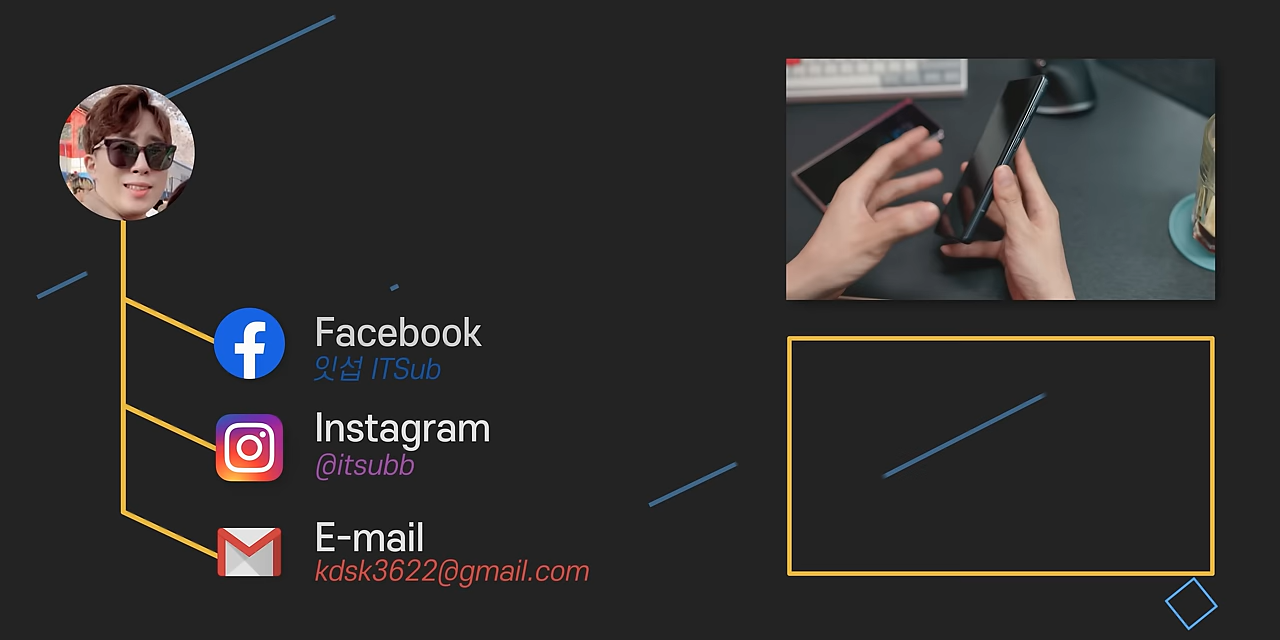 Facebook
잇섭 ITSub
Instagram
@itsubb
E-mail
kdsk3622@gmail.com